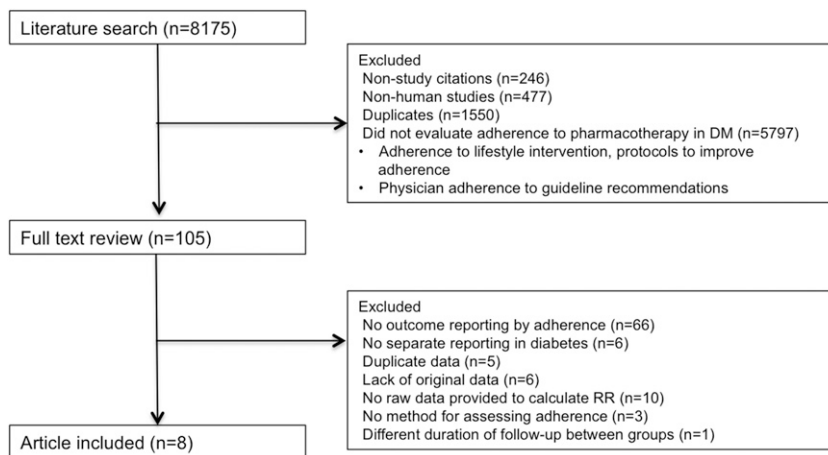 Literature search (n=8175)
Excluded
Non-study citations (n=246)
Non-human studies (n=477)
Duplicates (n=1550)
Did not evaluate adherence to pharmacotherapy in DM (n=5797)
• Adherence to lifestyle intervention, protocols to improve
adherence
• Physician adherence to guideline recommendations
Full text review (n=105)
Excluded
No outcome reporting by adherence (n=66)
No separate reporting in diabetes (n=6)
Duplicate data (n=5)
Lack of original data (n=6)
No raw data provided to calculate RR (n=10)
No method for assessing adherence (n=3)
Different duration of follow-up between groups (n=1)
Article included (n=8)